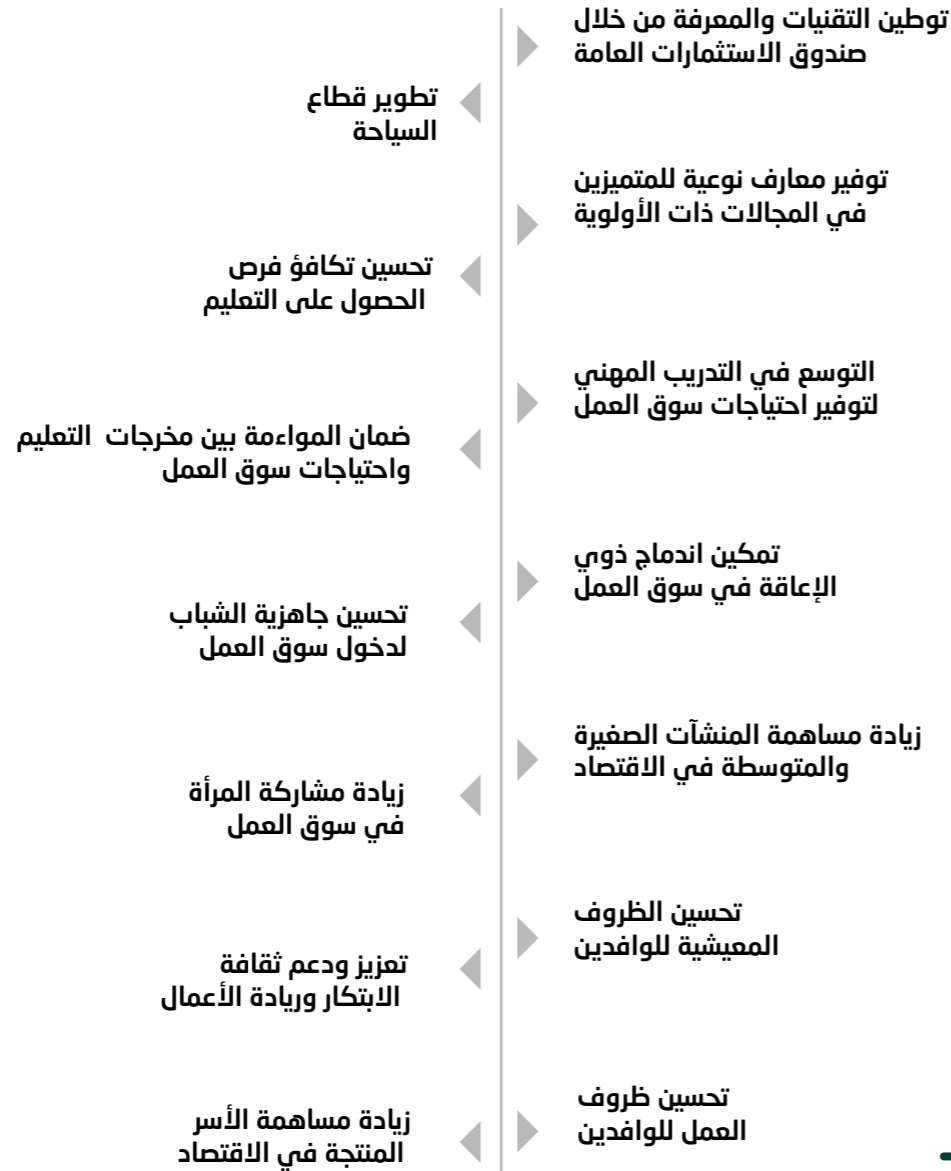 توطين التقنيات والمعرفة من خلال
صندوق الاستثمارات العامة
تطوير قطاع
السياحة
توفير معارف نوعية للمتميزين
في المجالات ذات الأولوية
تحسين تكافؤ فرص
الحصول على التعليم
التوسع في التدريب المهني
لتوفير احتياجات سوق العمل
ضمان المواءمة بين مخرجات التعليم
واحتياجات سوق العمل
تمكين اندماج ذوي
الإعاقة في سوق العمل
تحسين جاهزية الشباب
لدخول سوق العمل
زيادة مساهمة المنشآت الصغيرة
والمتوسطة في الاقتصاد
زيادة مشاركة المرأة
في سوق العمل
تحسين الظروف
المعيشية للوافدين
تعزيز ودعم ثقافة
الابتكار وريادة الأعمال
تحسين ظروف
العمل للوافدين
زيادة مساهمة الأسر
المنتجة في الاقتصاد